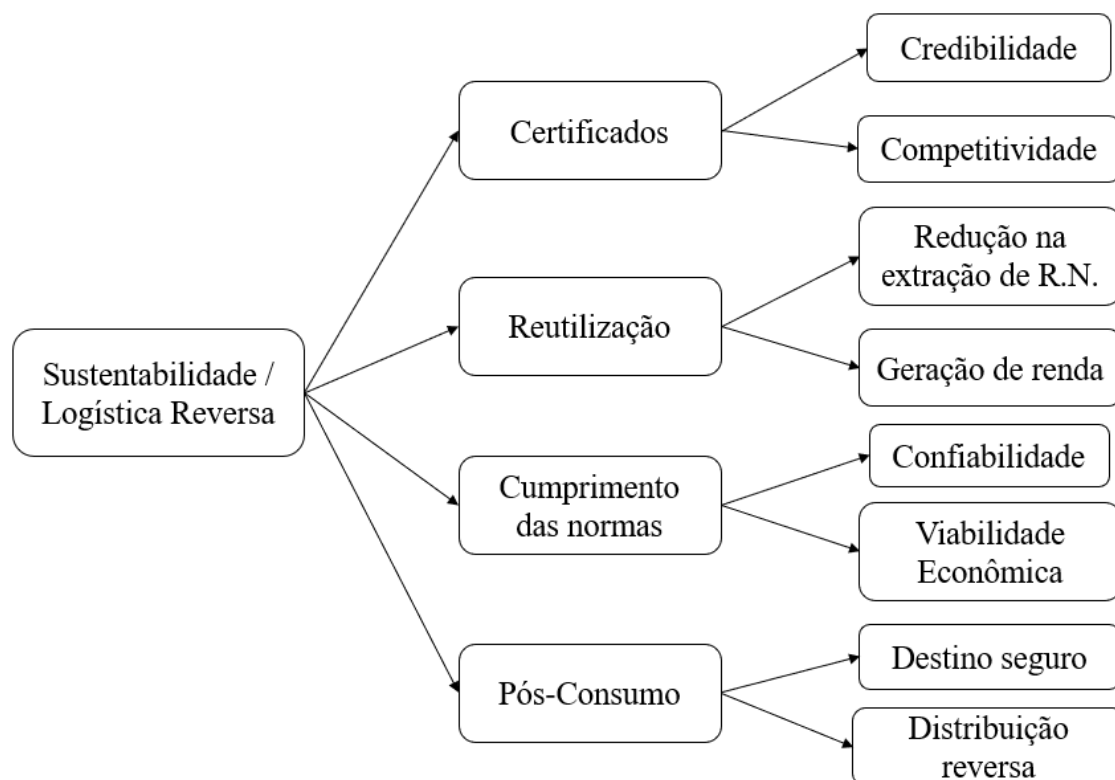 Sustentabilidade /
Logística Reversa
Certificados
Credibilidade
Competitividade
Reutilização
Redução na
extração de R.N.
Geração de renda
Cumprimento
das normas
Confiabilidade
Viabilidade
Econômica
Pós-Consumo
Destino seguro
Distribuição
reversa